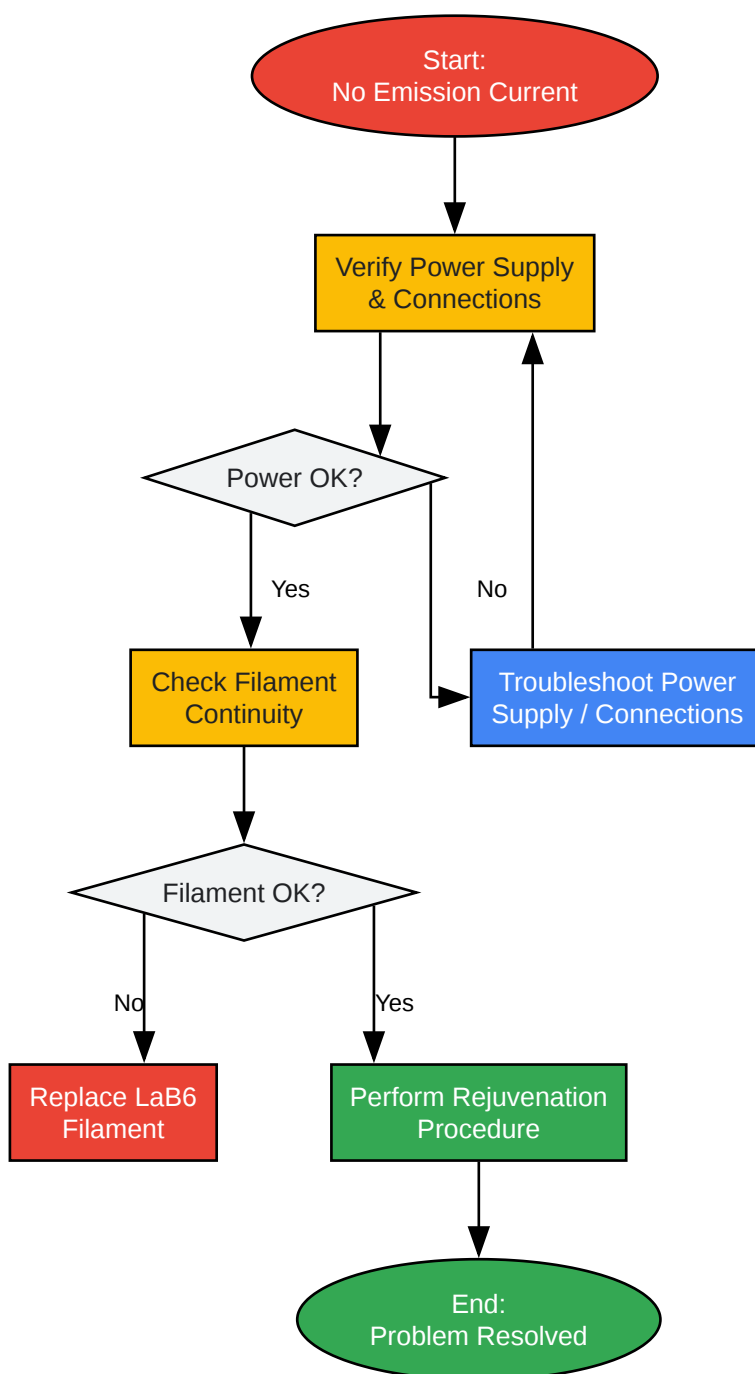 Start:
No Emission Current
Verify Power Supply
& Connections
Power OK?
Yes
No
Check Filament
Continuity
Troubleshoot Power
Supply / Connections
Filament OK?
No
Yes
Replace LaB6
Filament
Perform Rejuvenation
Procedure
End:
Problem Resolved